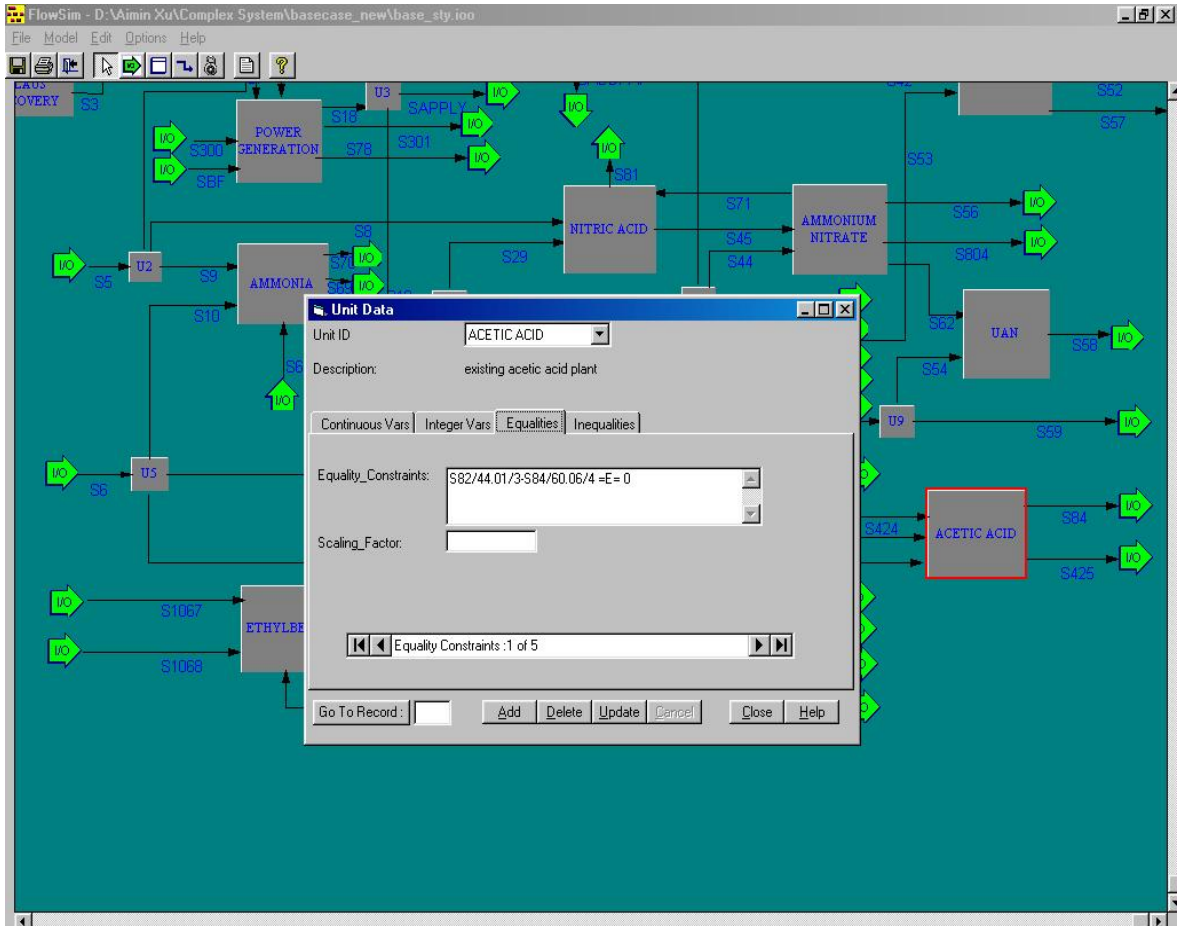 FlowSim - D:\Aimin Xu\Complex System\basecase_new\base_sty.ioo
File Model Edit Options Help
OVERY S3
U3
SAPPLY
I/O
S42
S52
S57
S18
POWER
GENERATION
I/O
S300
S301
I/O
S78
I/O
SBF
I/O
I/O
I/O
S53
S81
NITRIC ACID
S71
AMMONIUM
NITRATE
S56
I/O
S8
S45
S804
I/O
I/O
S5
U2
S9
AMMONIA
I/O
S29
S44
S69
I/O
S10
S62
UAN
S58
I/O
S54
I/O
U9
S59
I/O
I/O
S6
U5
S424
ACETIC ACID
S84
I/O
S425
I/O
I/O
S1067
ETHYLBE
I/O
S1068
Unit Data
Unit ID ACETIC ACID
Description: existing acetic acid plant
Continuous Vars Integer Vars Equalities Inequalities
Equality_Constraints: S82/44.01/3-S84/60.06/4 =E= 0
Scaling_Factor:
Equality Constraints :1 of 5
Go To Record : Add Delete Update Cancel Close Help